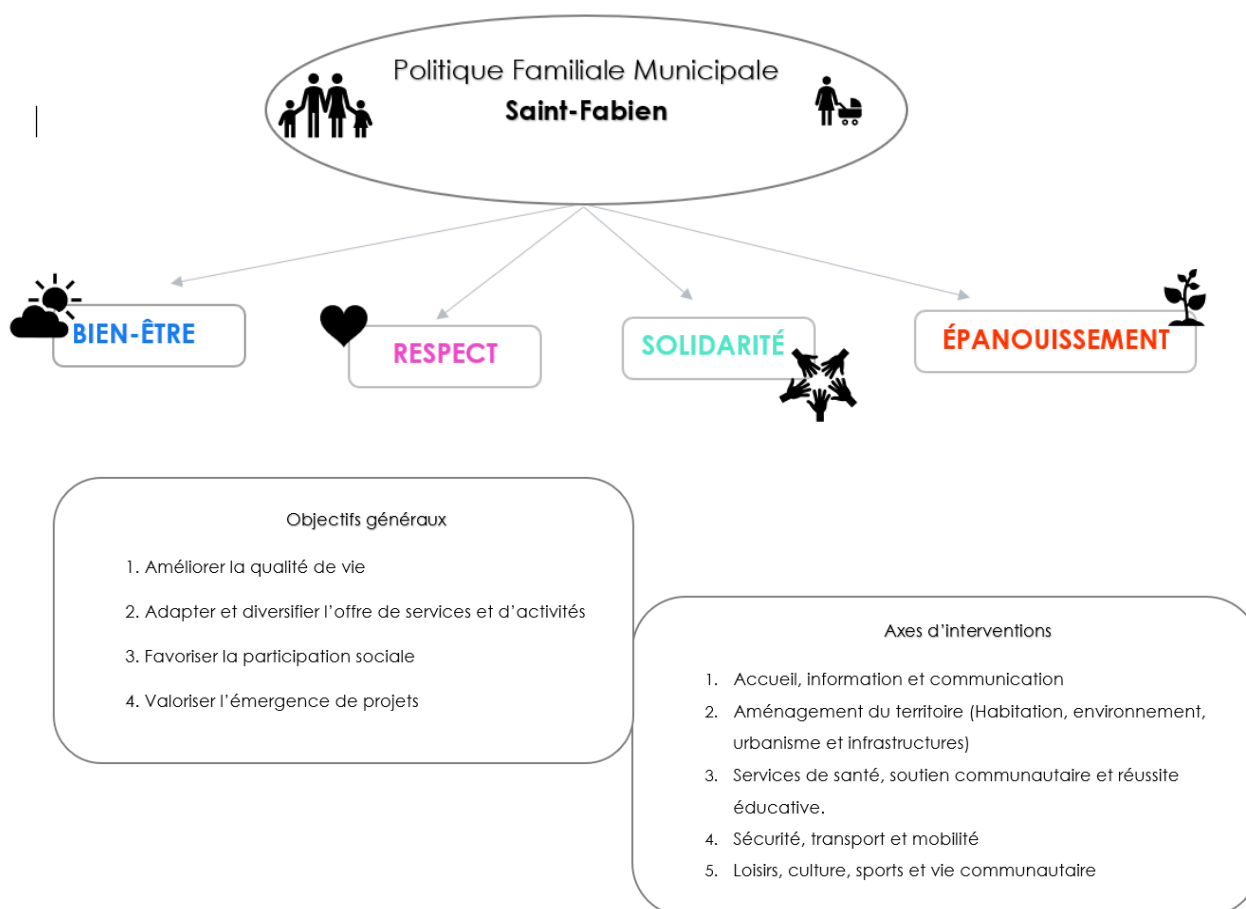 Politique Familiale Municipale
Saint-Fabien
BIEN-ÊTRE
RESPECT
SOLIDARITÉ
ÉPANOUISSEMENT
Objectifs généraux
1. Améliorer la qualité de vie
2. Adapter et diversifier l'offre de services et d'activités
3. Favoriser la participation sociale
4. Valoriser l'émergence de projets
Axes d'interventions
1. Accueil, information et communication
2. Aménagement du territoire (Habitation, environnement,
urbanisme et infrastructures)
3. Services de santé, soutien communautaire et réussite
éducative.
4. Sécurité, transport et mobilité
5. Loisirs, culture, sports et vie communautaire